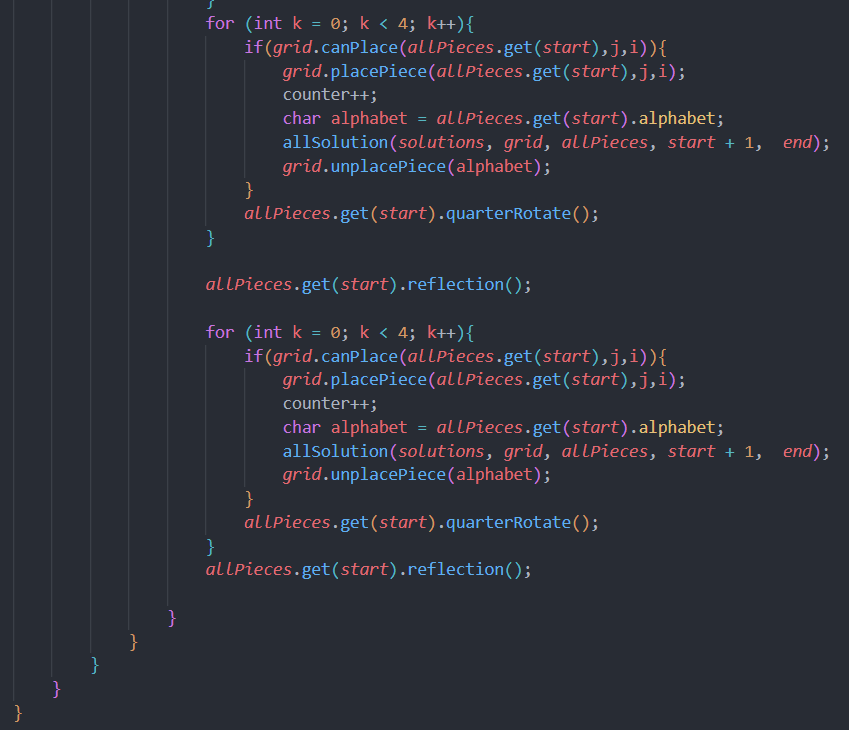 }
for (int k = 0; k < 4; k++){
if(grid.canPlace(allPieces.get(start),j,i)){
grid.placePiece(allPieces.get(start),j,i);
counter++;
char alphabet = allPieces.get(start).alphabet;
allSolution(solutions, grid, allPieces, start + 1,  end);
grid.unplacePiece(alphabet);
}
allPieces.get(start).quarterRotate();
}
allPieces.get(start).reflection();
for (int k = 0; k < 4; k++){
if(grid.canPlace(allPieces.get(start),j,i)){
grid.placePiece(allPieces.get(start),j,i);
counter++;
char alphabet = allPieces.get(start).alphabet;
allSolution(solutions, grid, allPieces, start + 1,  end);
grid.unplacePiece(alphabet);
}
allPieces.get(start).quarterRotate();
}
allPieces.get(start).reflection();
}
}
}
}
}